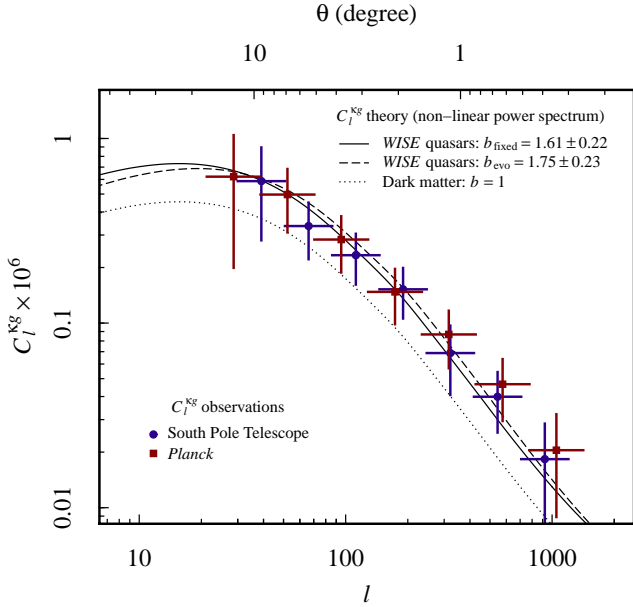 θ (degree)
10 1
C_l^κg theory (non−linear power spectrum)
WISE quasars: b_fixed = 1.61 ± 0.22
WISE quasars: b_evo = 1.75 ± 0.23
Dark matter: b = 1
1
0.1
0.01
C_l^κg × 10^6
C_l^κg observations
South Pole Telescope
Planck
10 100 1000
l